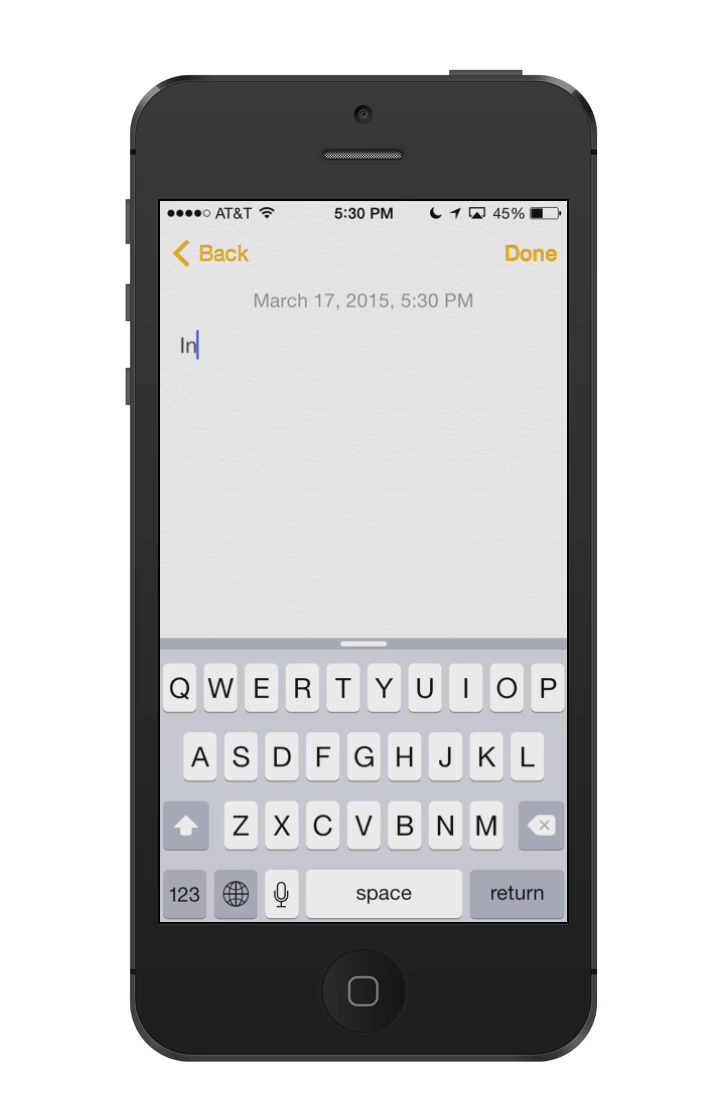 AT&T 5:30 PM 45%
Back Done
March 17, 2015, 5:30 PM
In
Q W E R T Y U I O P
A S D F G H J K L
Z X C V B N M
123 space return